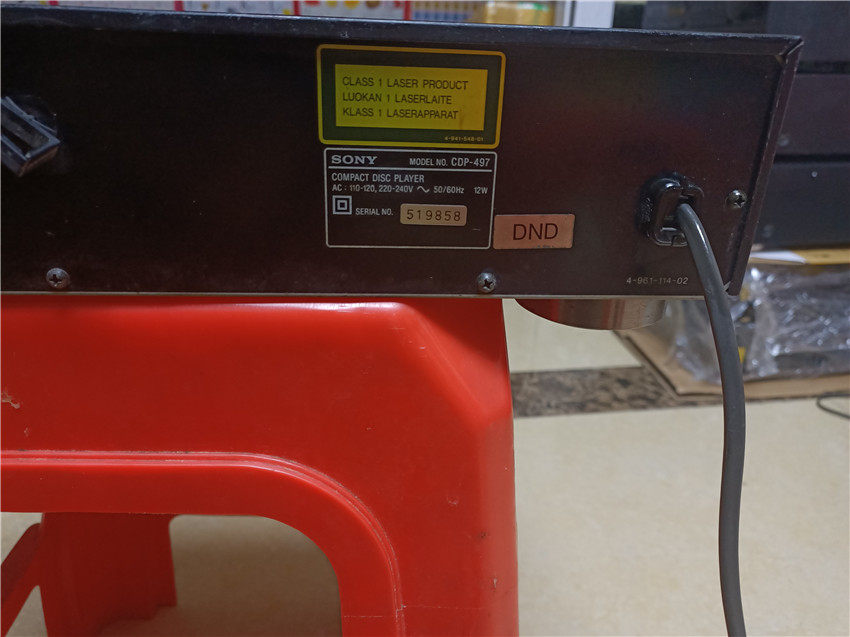 CLASS 1 LASER PRODUCT
LUOKAN 1 LASERLAITE
KLASS 1 LASERAPPARAT
4-941-548-01
SONY MODEL NO. CDP-497
COMPACT DISC PLAYER
AC : 110-120, 220-240V ～ 50/60Hz 12W
SERIAL NO. 519858
DND
4-961-114-02